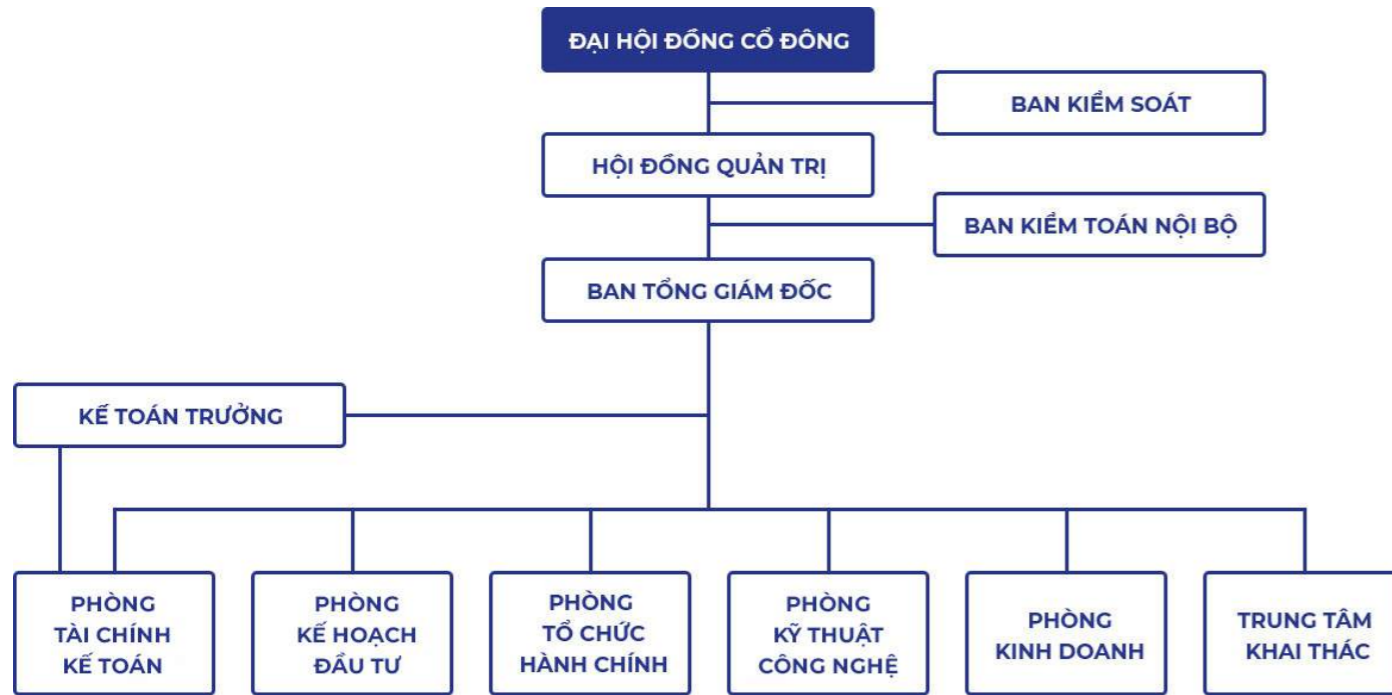 ĐẠI HỘI ĐỒNG CỔ ĐÔNG
BAN KIỂM SOÁT
HỘI ĐỒNG QUẢN TRỊ
BAN KIỂM TOÁN NỘI BỘ
BAN TỔNG GIÁM ĐỐC
KẾ TOÁN TRƯỞNG
PHÒNG
TÀI CHÍNH
KẾ TOÁN
PHÒNG
KẾ HOẠCH
ĐẦU TƯ
PHÒNG
TỔ CHỨC
HÀNH CHÍNH
PHÒNG
KỸ THUẬT
CÔNG NGHỆ
PHÒNG
KINH DOANH
TRUNG TÂM
KHAI THÁC